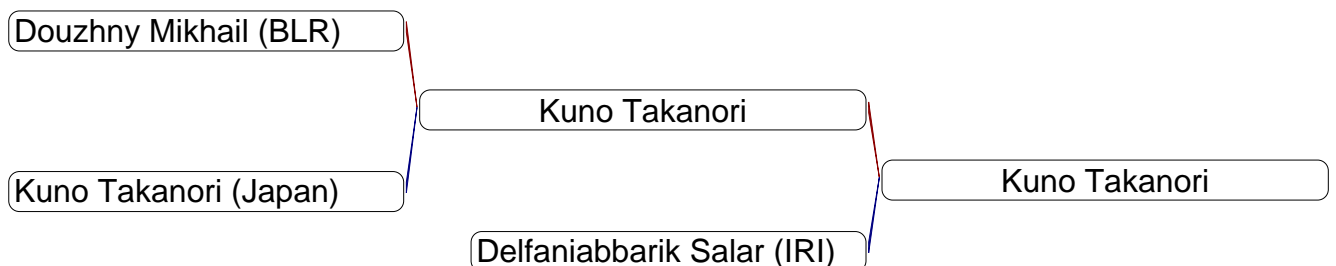 Douzhny Mikhail (BLR)
Kuno Takanori
Kuno Takanori (Japan)
Kuno Takanori
Delfaniabbarik Salar (IRI)